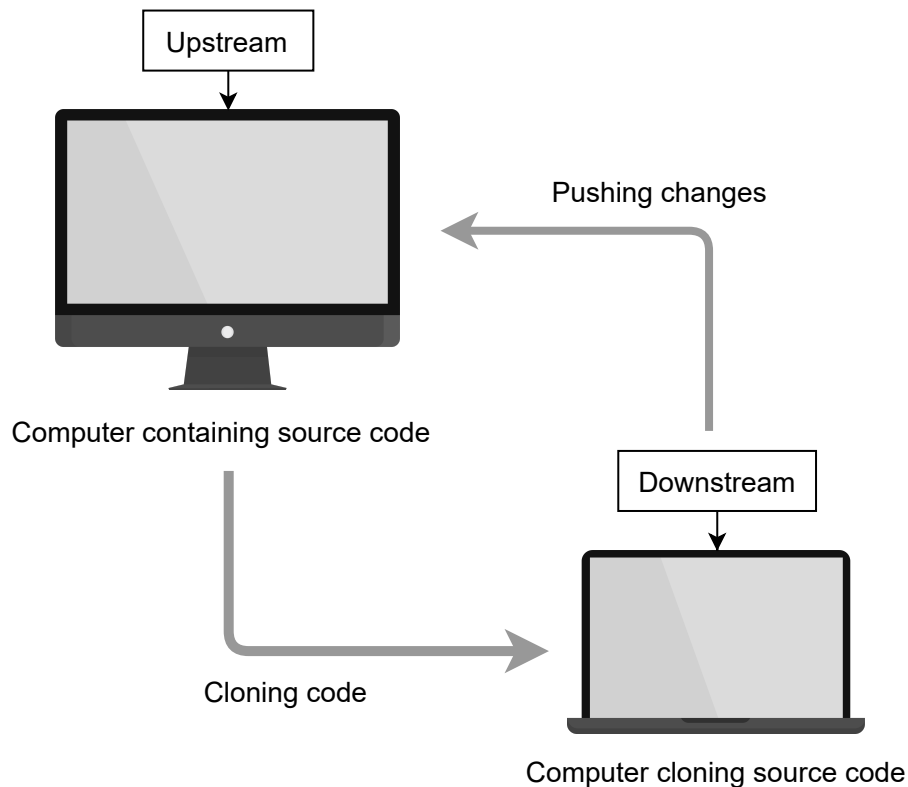 Upstream
Pushing changes
Computer containing source code
Downstream
Cloning code
Computer cloning source code